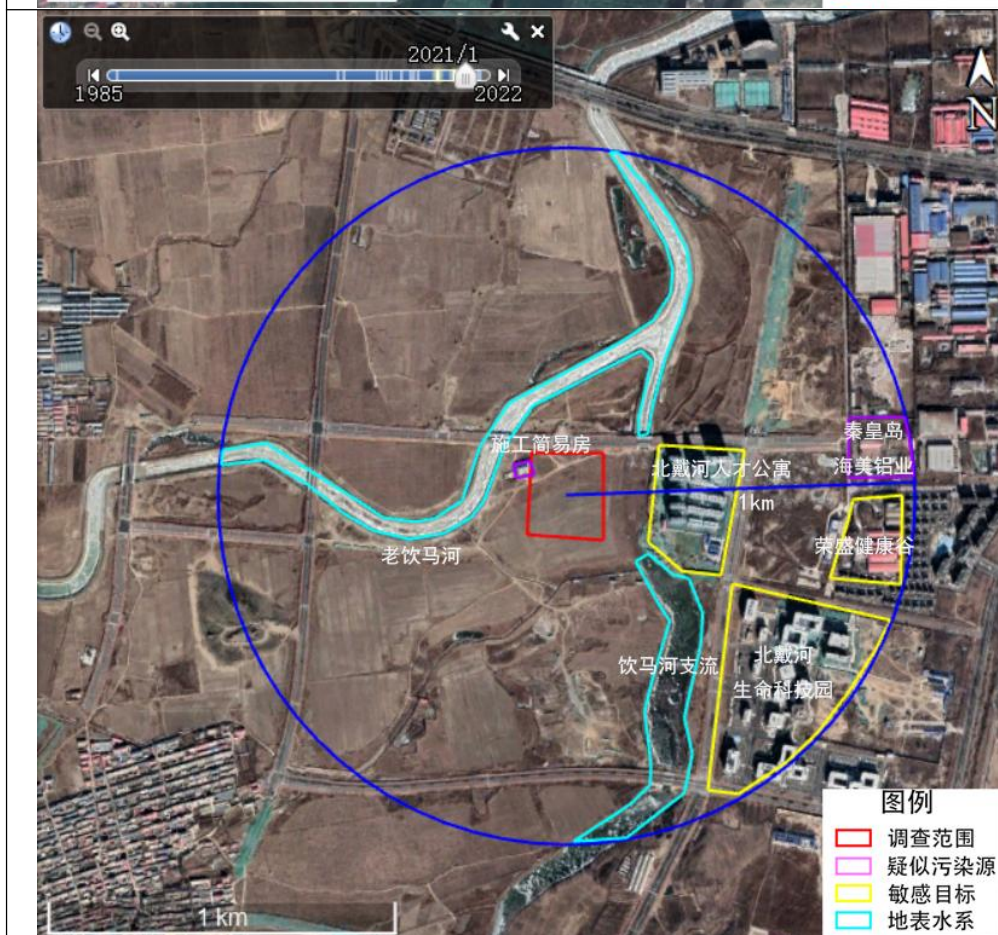 2021/1
1985
2022
N
施工简易房
秦皇岛
海美铝业
北戴河人才公寓
1km
荣盛健康谷
老饮马河
饮马河支流
北戴河
生命科技园
图例
调查范围
疑似污染源
敏感目标
地表水系
1 km